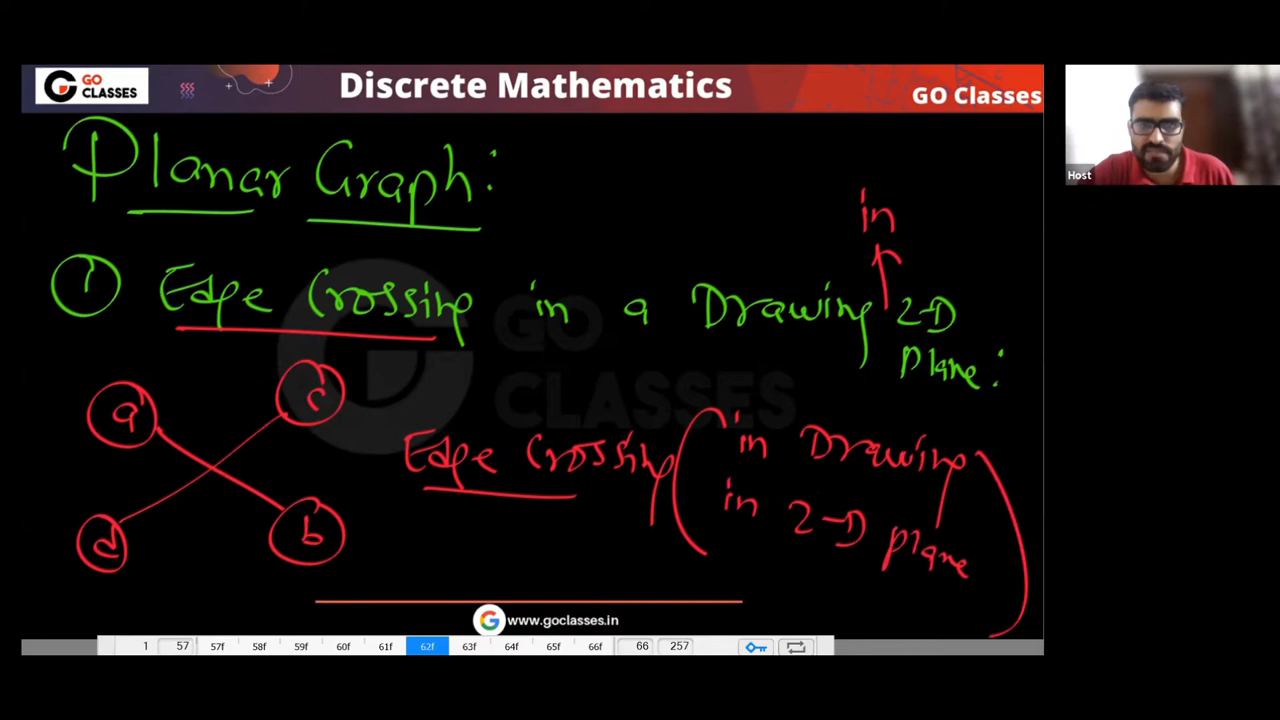 GO
CLASSES
Discrete Mathematics
GO Classes
Planar Graph:
in
1 Edge Crossing in a Drawing 2-D
plane:
GO
CLASSES
a c
d b
Edge Crossing ( in Drawing
in 2-D plane )
www.goclasses.in
1 57 57f 58f 59f 60f 61f 62f 63f 64f 65f 66f 66 257
Host